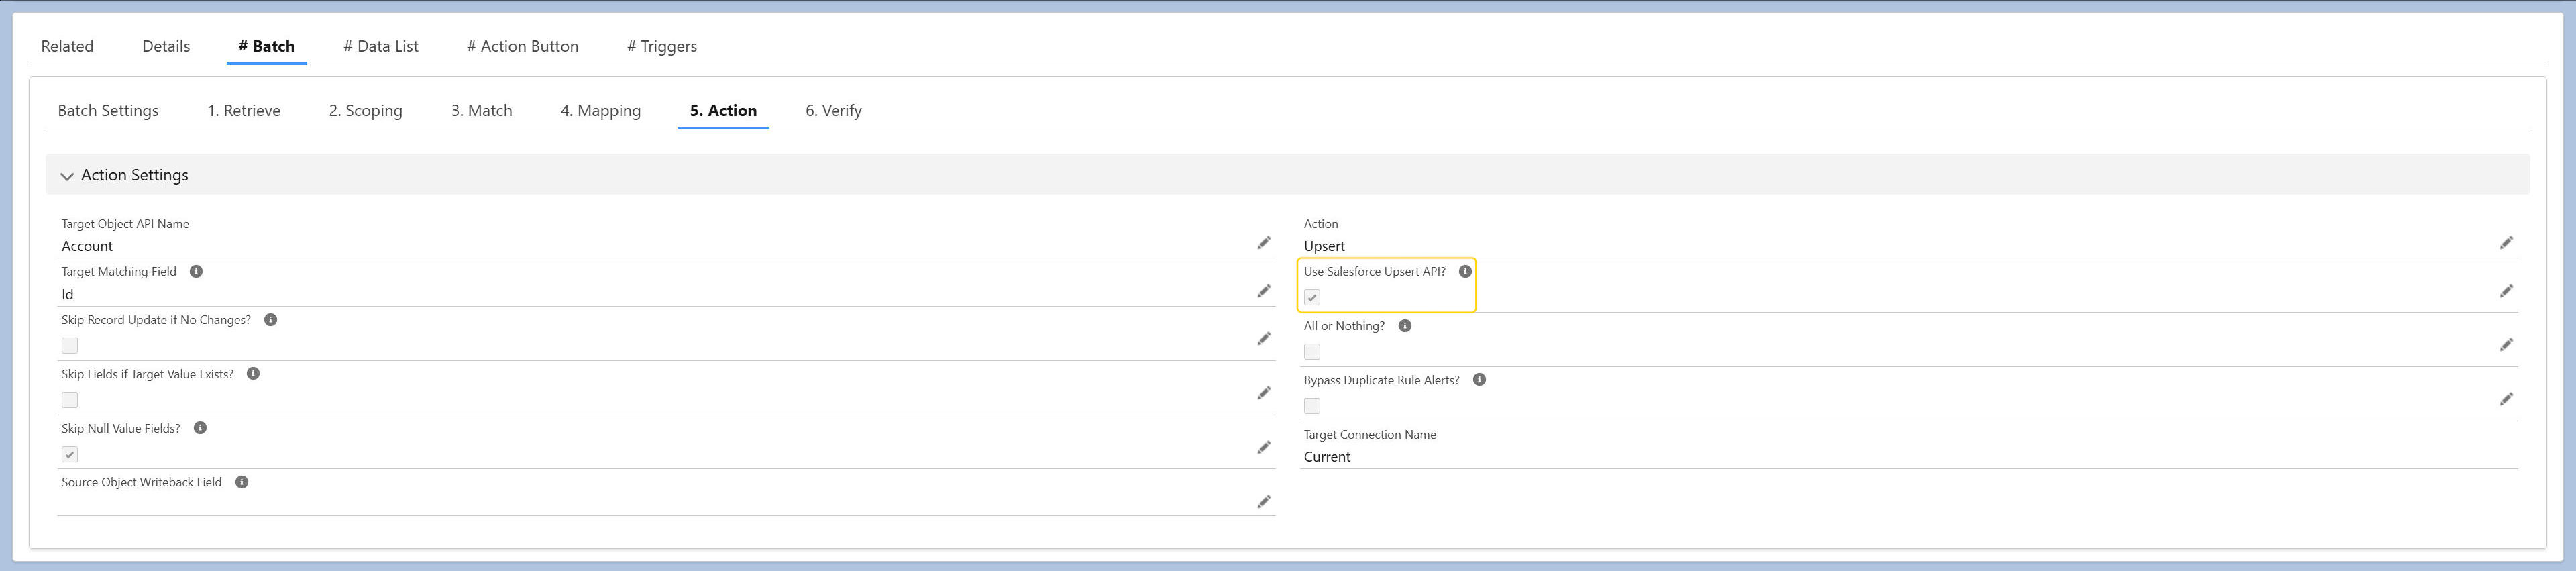 Related Details # Batch # Data List # Action Button # Triggers
Batch Settings 1. Retrieve 2. Scoping 3. Match 4. Mapping 5. Action 6. Verify
Action Settings
Target Object API Name
Account
Action
Upsert
Target Matching Field
Id
Use Salesforce Upsert API?
Skip Record Update if No Changes?
All or Nothing?
Skip Fields if Target Value Exists?
Bypass Duplicate Rule Alerts?
Skip Null Value Fields?
Target Connection Name
Current
Source Object Writeback Field